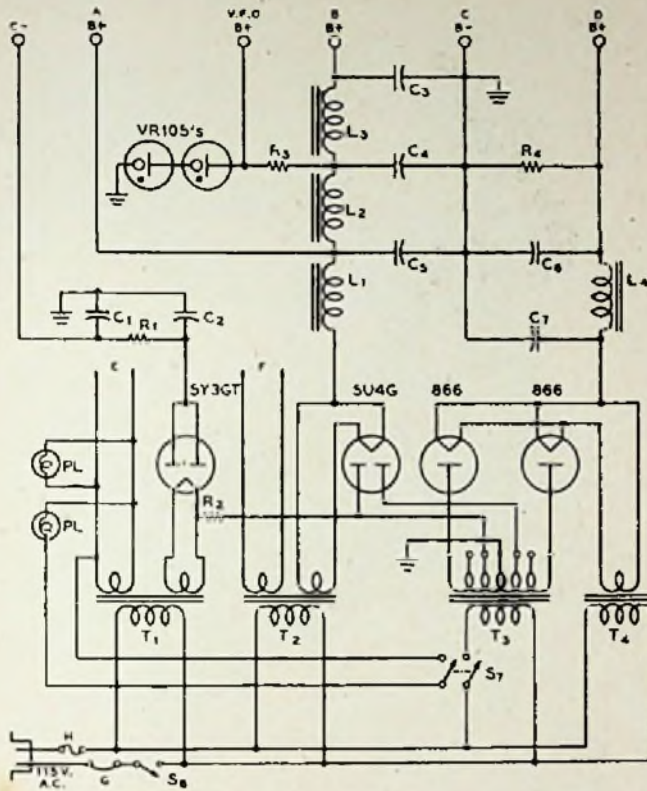 C- A V.F.O B C D
B+ B+ B+ B- B+
C3
VR105's L3
R3 C4 R4
L2
C5 C6
L1 L4
C1 R1 C2 C7
E F
5Y3GT 5U4G 866 866
PL
R2
PL
T1 T2 T3 T4
S7
H
115V. G S8
A.C.